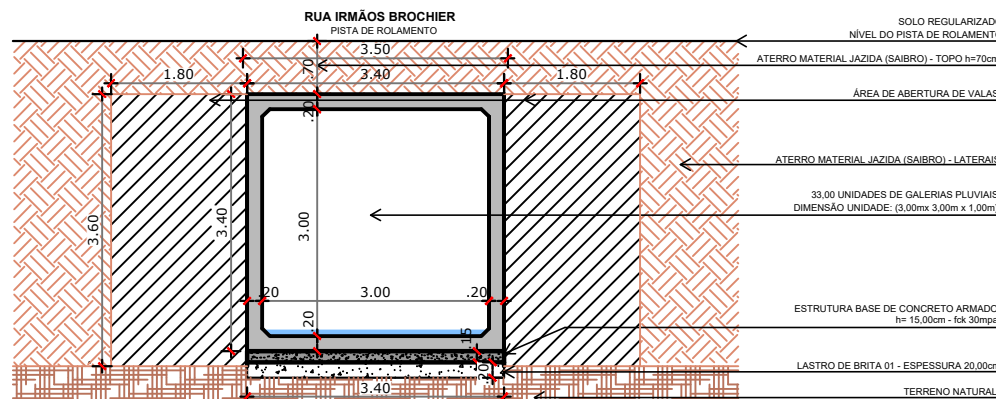 RUA IRMÃOS BROCHIER
PISTA DE ROLAMENTO
SOLO REGULARIZADO
NÍVEL DO PISTA DE ROLAMENTO
3.50
.70
ATERRO MATERIAL JAZIDA (SAIBRO) - TOPO h=70cm
1.80
3.40
1.80
ÁREA DE ABERTURA DE VALAS
.20
ATERRO MATERIAL JAZIDA (SAIBRO) - LATERAIS
33,00 UNIDADES DE GALERIAS PLUVIAIS
DIMENSÃO UNIDADE: (3,00mx 3,00m x 1,00m)
3.60
3.40
3.00
.20
3.00
.20
.20
.15
ESTRUTURA BASE DE CONCRETO ARMADO
h= 15,00cm - fck 30mpa
.20
LASTRO DE BRITA 01 - ESPESSURA 20,00cm
3.40
TERRENO NATURAL